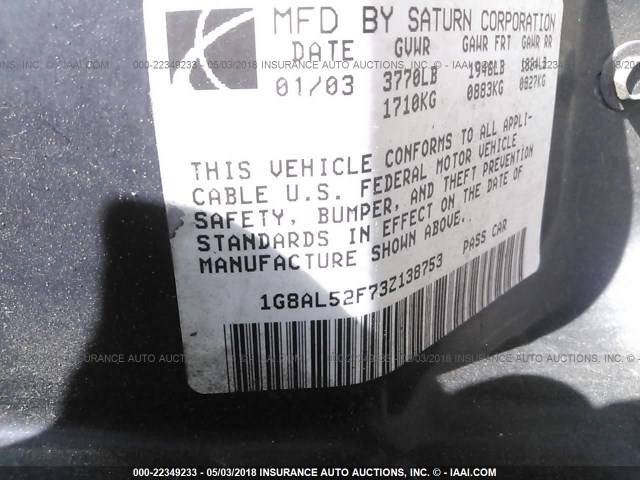 MFD BY SATURN CORPORATION
DATE GVWR GAWR FRT GAWR RR
01/03 3770LB 1948LB 1884LB
1710KG 0883KG 0827KG
THIS VEHICLE CONFORMS TO ALL APPLI-
CABLE U.S. FEDERAL MOTOR VEHICLE
SAFETY, BUMPER, AND THEFT PREVENTION
STANDARDS IN EFFECT ON THE DATE OF
MANUFACTURE SHOWN ABOVE.
1G8AL52F73Z138753 PASS CAR
000-22349233 - 05/03/2018 INSURANCE AUTO AUCTIONS, INC. © - IAAI.COM